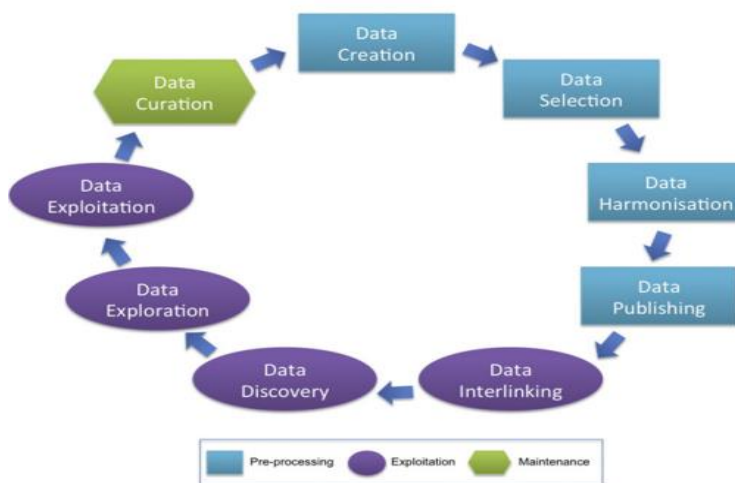 Data
Creation
Data
Selection
Data
Harmonisation
Data
Publishing
Data
Interlinking
Data
Discovery
Data
Exploration
Data
Exploitation
Data
Curation
Pre-processing
Exploitation
Maintenance